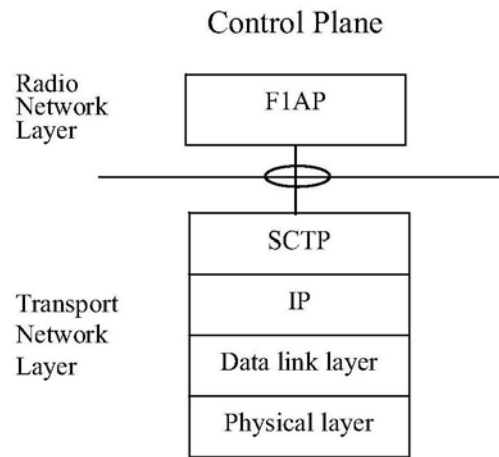 Control Plane
Radio
Network
Layer
F1AP
SCTP
Transport
Network
Layer
IP
Data link layer
Physical layer